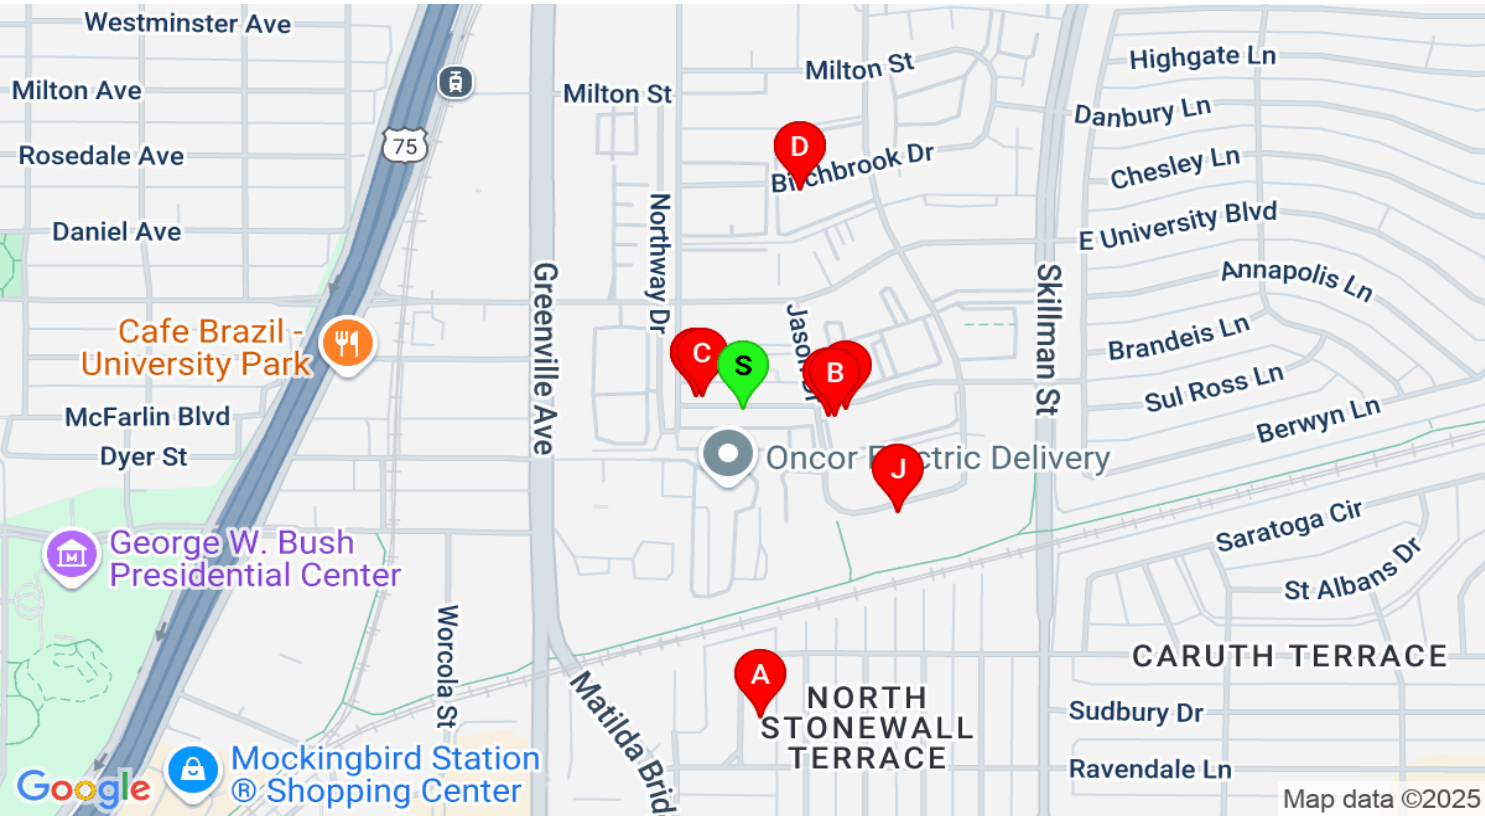 Westminster Ave
Milton Ave
Rosedale Ave
Daniel Ave
75
Milton St
Milton St
Highgate Ln
Danbury Ln
Chesley Ln
E University Blvd
Annapolis Ln
Brandeis Ln
Sul Ross Ln
Berwyn Ln
D
Northway Dr
Greenville Ave
Skillman St
Cafe Brazil -
University Park
C
S
B
McFarlin Blvd
Dyer St
Oncor
Delivery
J
George W. Bush
Presidential Center
Saratoga Cir
St Albans Dr
Worcola St
Matilda
A
NORTH
STONEWALL
TERRACE
CARUTH TERRACE
Sudbury Dr
Ravendale Ln
Mockingbird Station
® Shopping Center
Google
Map data ©2025